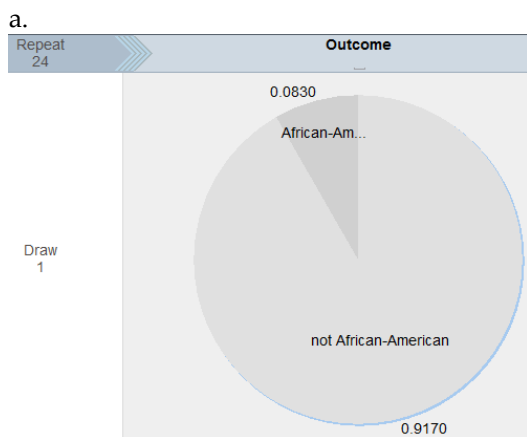 a.
Repeat
24
Outcome
0.0830
African-Am...
Draw
1
not African-American
0.9170